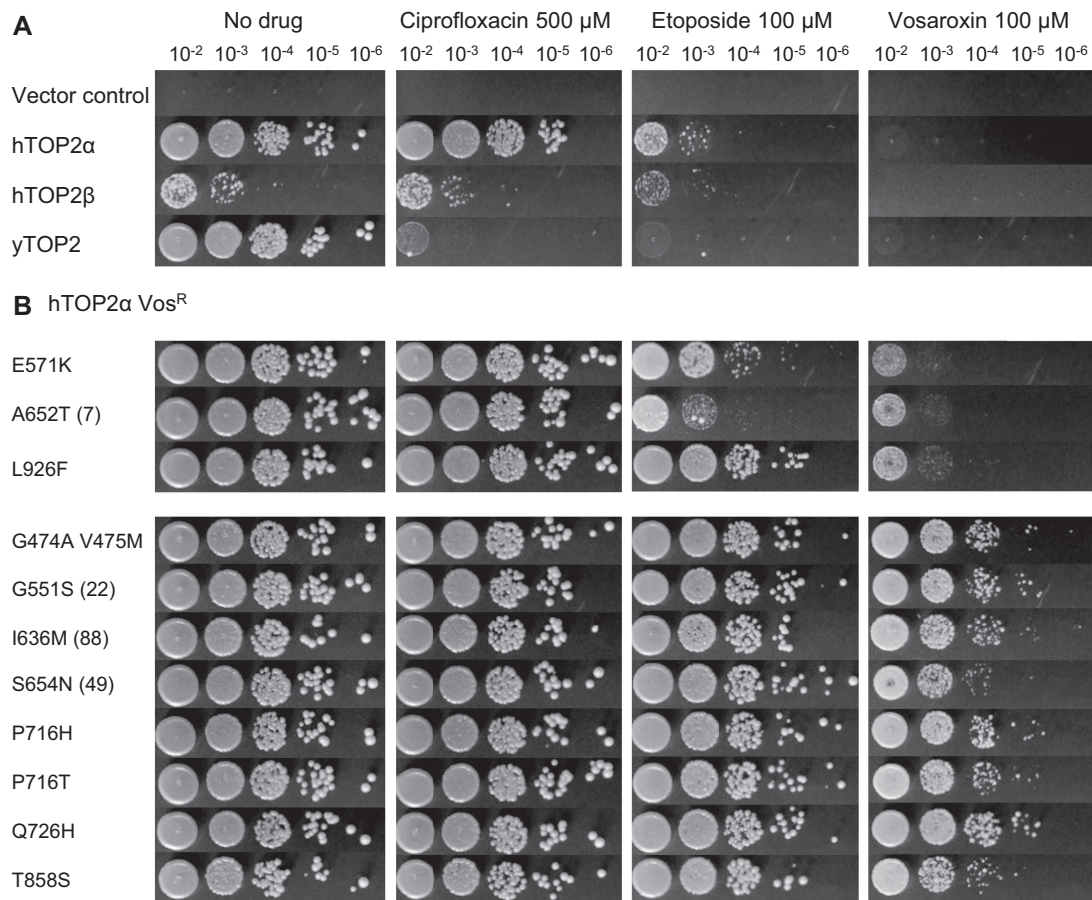 A
No drug Ciprofloxacin 500 µM Etoposide 100 µM Vosaroxin 100 µM
10⁻² 10⁻³ 10⁻⁴ 10⁻⁵ 10⁻⁶ 10⁻² 10⁻³ 10⁻⁴ 10⁻⁵ 10⁻⁶ 10⁻² 10⁻³ 10⁻⁴ 10⁻⁵ 10⁻⁶ 10⁻² 10⁻³ 10⁻⁴ 10⁻⁵ 10⁻⁶
Vector control
hTOP2α
hTOP2β
yTOP2
B hTOP2α Vosᴿ
E571K
A652T (7)
L926F
G474A V475M
G551S (22)
I636M (88)
S654N (49)
P716H
P716T
Q726H
T858S